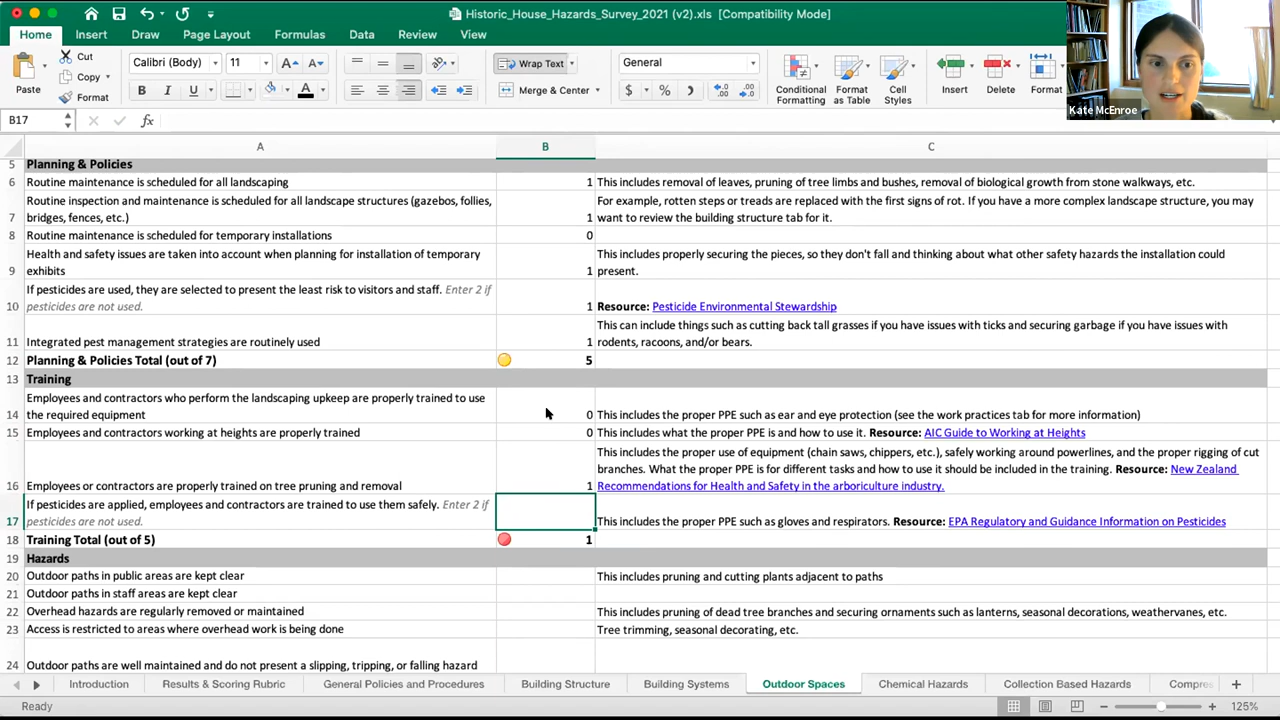 Historic_House_Hazards_Survey_2021 (v2).xls [Compatibility Mode]
Home Insert Draw Page Layout Formulas Data Review View
Cut
Copy
Format
Paste
Calibri (Body) 11
B I U A
Wrap Text
Merge & Center
General
$ %
Conditional Formatting
Format as Table
Cell Styles
Insert Delete Format
Kate McEnroe
B17 fx
A B C
5 Planning & Policies
6 Routine maintenance is scheduled for all landscaping 1 This includes removal of leaves, pruning of tree limbs and bushes, removal of biological growth from stone walkways, etc.
Routine inspection and maintenance is scheduled for all landscape structures (gazebos, follies, For example, rotten steps or treads are replaced with the first signs of rot. If you have a more complex landscape structure, you may
7 bridges, fences, etc.) 1 want to review the building structure tab for it.
8 Routine maintenance is scheduled for temporary installations 0
Health and safety issues are taken into account when planning for installation of temporary This includes properly securing the pieces, so they don't fall and thinking about what other safety hazards the installation could
9 exhibits 1 present.
If pesticides are used, they are selected to present the least risk to visitors and staff. Enter 2 if
10 pesticides are not used. 1 Resource: Pesticide Environmental Stewardship
This can include things such as cutting back tall grasses if you have issues with ticks and securing garbage if you have issues with
11 Integrated pest management strategies are routinely used 1 rodents, racoons, and/or bears.
12 Planning & Policies Total (out of 7) 5
13 Training
Employees and contractors who perform the landscaping upkeep are properly trained to use
14 the required equipment 0 This includes the proper PPE such as ear and eye protection (see the work practices tab for more information)
15 Employees and contractors working at heights are properly trained 0 This includes what the proper PPE is and how to use it. Resource: AIC Guide to Working at Heights
This includes the proper use of equipment (chain saws, chippers, etc.), safely working around powerlines, and the proper rigging of cut
branches. What the proper PPE is for different tasks and how to use it should be included in the training. Resource: New Zealand
16 Employees or contractors are properly trained on tree pruning and removal 1 Recommendations for Health and Safety in the arboriculture industry.
If pesticides are applied, employees and contractors are trained to use them safely. Enter 2 if
17 pesticides are not used. This includes the proper PPE such as gloves and respirators. Resource: EPA Regulatory and Guidance Information on Pesticides
18 Training Total (out of 5) 1
19 Hazards
20 Outdoor paths in public areas are kept clear This includes pruning and cutting plants adjacent to paths
21 Outdoor paths in staff areas are kept clear
22 Overhead hazards are regularly removed or maintained This includes pruning of dead tree branches and securing ornaments such as lanterns, seasonal decorations, weathervanes, etc.
23 Access is restricted to areas where overhead work is being done Tree trimming, seasonal decorating, etc.
24 Outdoor paths are well maintained and do not present a slipping, tripping, or falling hazard
Introduction Results & Scoring Rubric General Policies and Procedures Building Structure Building Systems Outdoor Spaces Chemical Hazards Collection Based Hazards Compres
Ready 125%